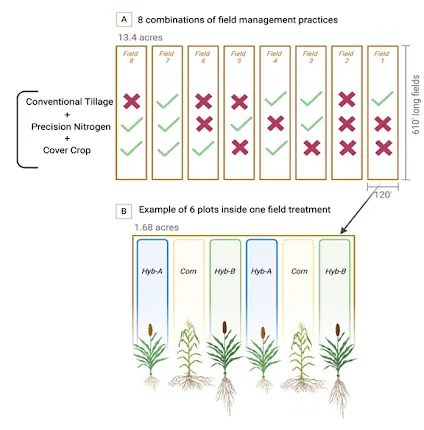 A 8 combinations of field management practices
13.4 acres
Field 8
Field 7
Field 6
Field 5
Field 4
Field 3
Field 2
Field 1
Conventional Tillage
+
Precision Nitrogen
+
Cover Crop
610' long fields
120'
B Example of 6 plots inside one field treatment
1.68 acres
Hyb-A Corn Hyb-B Hyb-A Corn Hyb-B